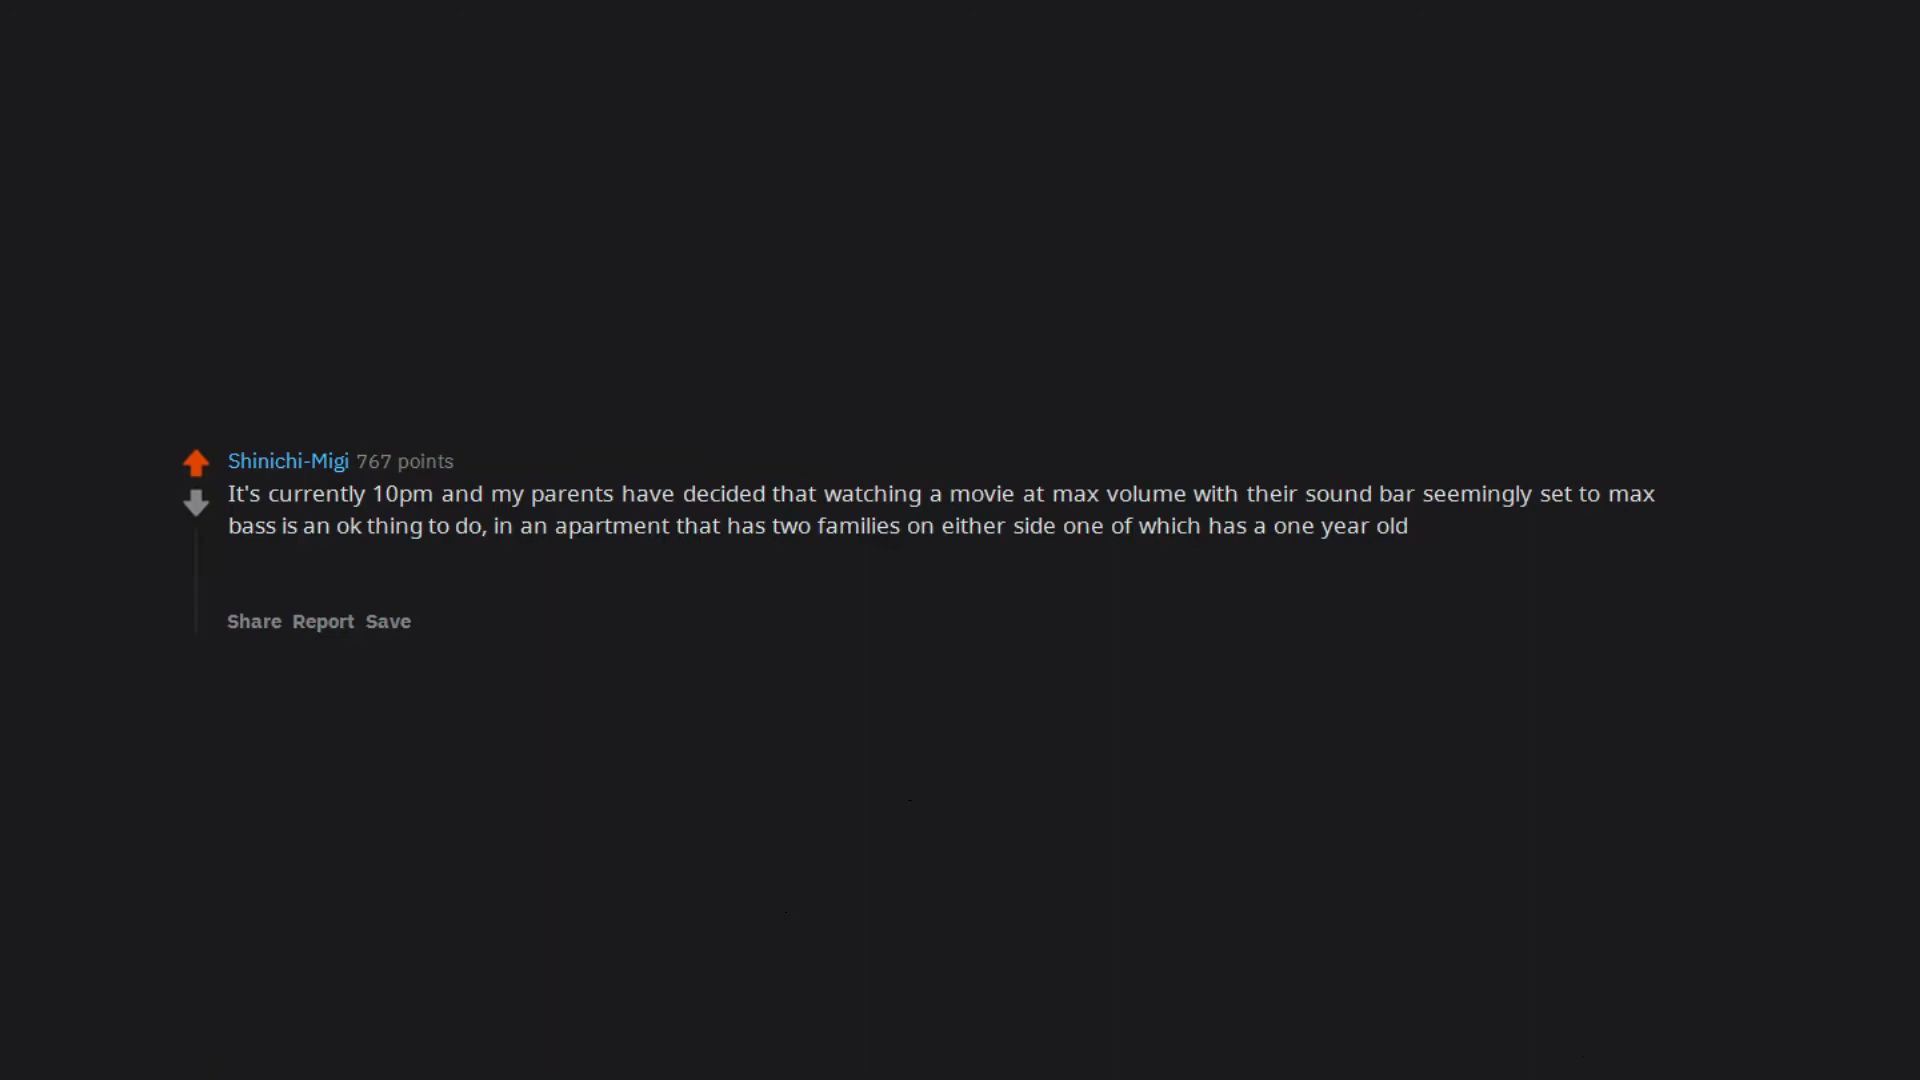 Shinichi-Migi 767 points
It's currently 10pm and my parents have decided that watching a movie at max volume with their sound bar seemingly set to max
bass is an ok thing to do, in an apartment that has two families on either side one of which has a one year old
Share Report Save